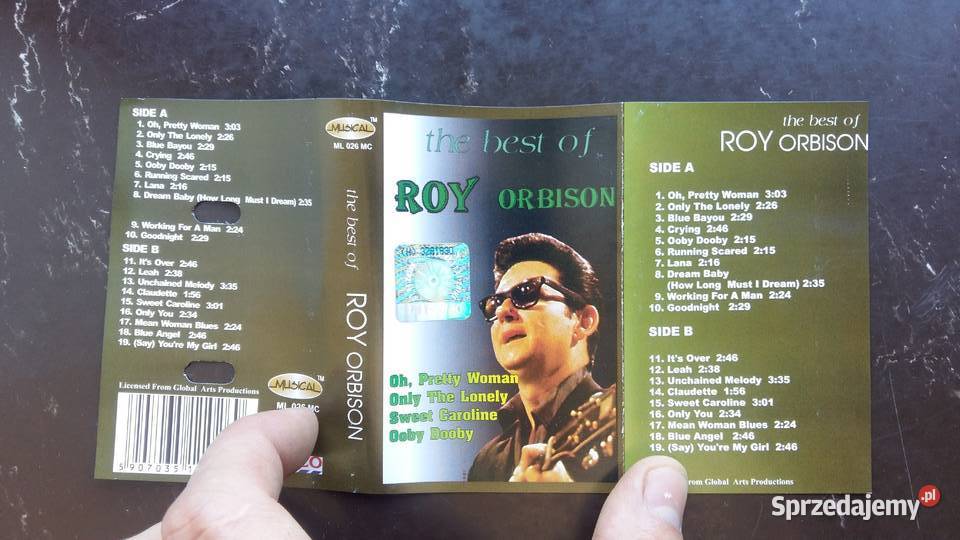 SIDE A
1. Oh, Pretty Woman 3:03
2. Only The Lonely 2:26
3. Blue Bayou 2:29
4. Crying 2:46
5. Ooby Dooby 2:15
6. Running Scared 2:15
7. Lana 2:16
8. Dream Baby (How Long Must I Dream) 2:35
9. Working For A Man 2:24
10. Goodnight 2:29
SIDE B
11. It's Over 2:46
12. Leah 2:38
13. Unchained Melody 3:35
14. Claudette 1:56
15. Sweet Caroline 3:01
16. Only You 2:34
17. Mean Woman Blues 2:24
18. Blue Angel 2:46
19. (Say) You're My Girl 2:46
Licensed From Global Arts Productions
5 907035
MUSICAL TM
ML 026 MC
the best of ROY ORBISON
MUSICAL TM
ML 026 MC
the best of
ROY ORBISON
(H) 3281990
Oh, Pretty Woman
Only The Lonely
Sweet Caroline
Ooby Dooby
the best of
ROY ORBISON
SIDE A
1. Oh, Pretty Woman 3:03
2. Only The Lonely 2:26
3. Blue Bayou 2:29
4. Crying 2:46
5. Ooby Dooby 2:15
6. Running Scared 2:15
7. Lana 2:16
8. Dream Baby
(How Long Must I Dream) 2:35
9. Working For A Man 2:24
10. Goodnight 2:29
SIDE B
11. It's Over 2:46
12. Leah 2:38
13. Unchained Melody 3:35
14. Claudette 1:56
15. Sweet Caroline 3:01
16. Only You 2:34
17. Mean Woman Blues 2:24
18. Blue Angel 2:46
19. (Say) You're My Girl 2:46
From Global Arts Productions
Sprzedajemy.pl